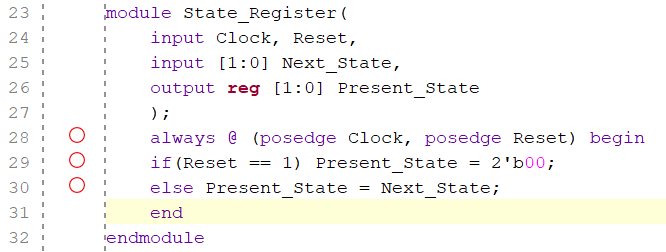 23 module State_Register(
24 input Clock, Reset,
25 input [1:0] Next_State,
26 output reg [1:0] Present_State
27 );
28 always @ (posedge Clock, posedge Reset) begin
29 if(Reset == 1) Present_State = 2'b00;
30 else Present_State = Next_State;
31 end
32 endmodule